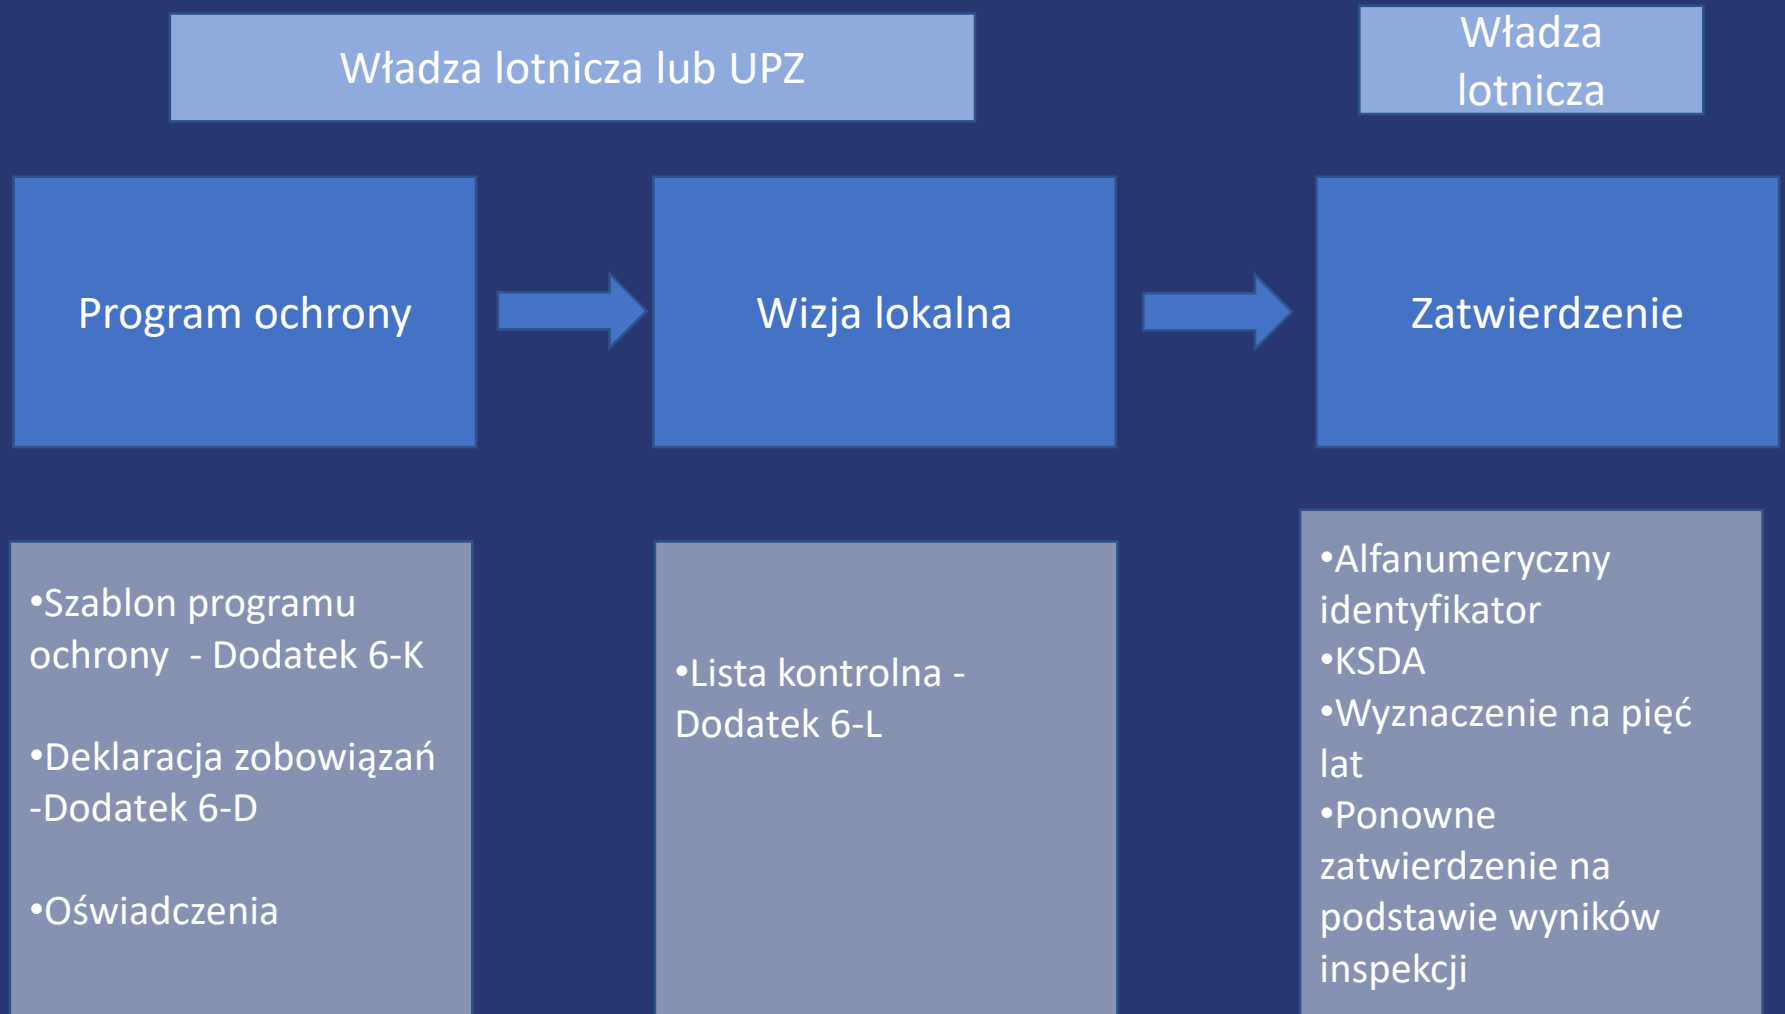 Władza lotnicza lub UPZ
Władza
lotnicza
Program ochrony
Wizja lokalna
Zatwierdzenie
•Szablon programu
ochrony  - Dodatek 6-K
•Deklaracja zobowiązań
-Dodatek 6-D
•Oświadczenia
•Lista kontrolna -
Dodatek 6-L
•Alfanumeryczny
identyfikator
•KSDA
•Wyznaczenie na pięć
lat
•Ponowne
zatwierdzenie na
podstawie wyników
inspekcji